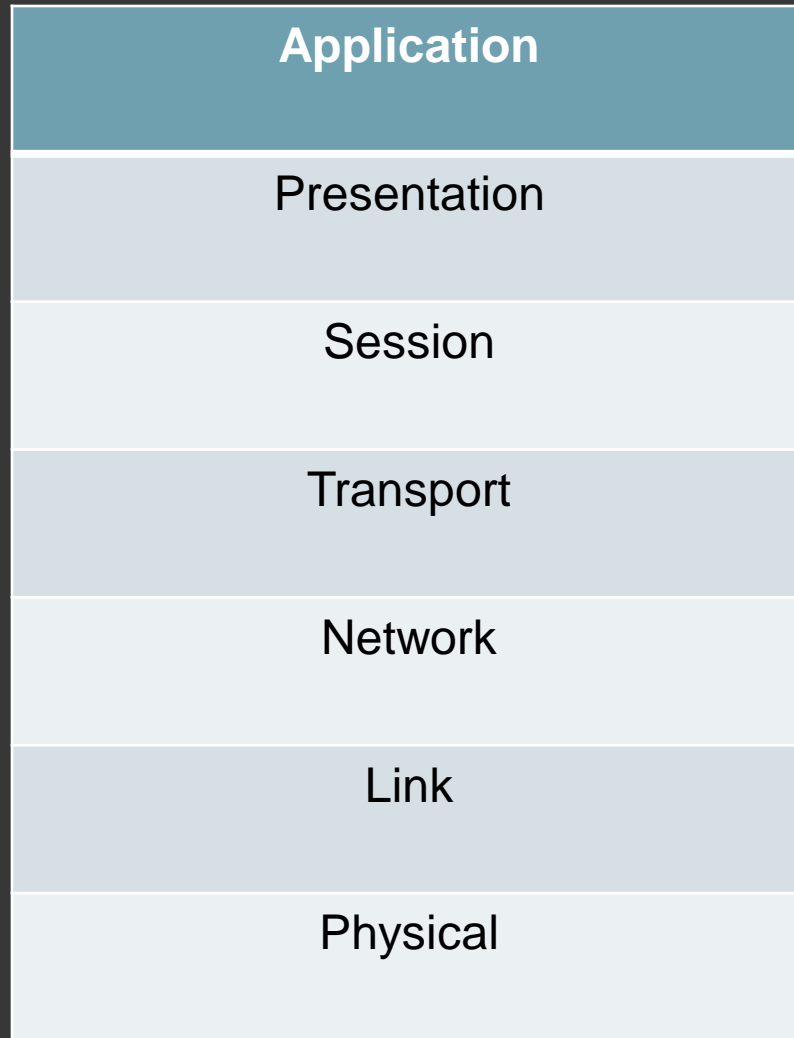 Application
Presentation
Session
Transport
Network
Link
Physical